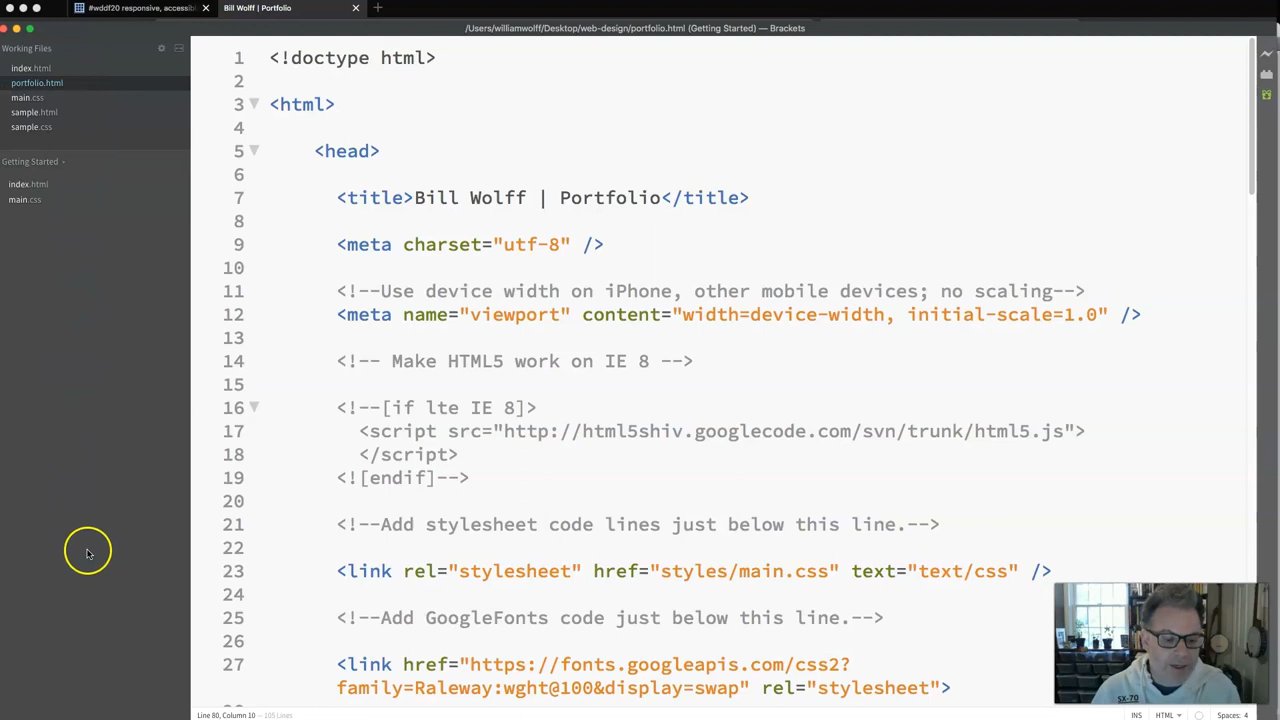 #wddf20 responsive, accessibl
Bill Wolff | Portfolio
/Users/williamwolff/Desktop/web-design/portfolio.html (Getting Started) — Brackets
Working Files
index.html
portfolio.html
main.css
sample.html
sample.css
Getting Started
index.html
main.css
1 <!doctype html>
2
3 <html>
4
5 <head>
6
7 <title>Bill Wolff | Portfolio</title>
8
9 <meta charset="utf-8" />
10
11 <!--Use device width on iPhone, other mobile devices; no scaling-->
12 <meta name="viewport" content="width=device-width, initial-scale=1.0" />
13
14 <!-- Make HTML5 work on IE 8 -->
15
16 <!--[if lte IE 8]>
17 <script src="http://html5shiv.googlecode.com/svn/trunk/html5.js">
18 </script>
19 <![endif]-->
20
21 <!--Add stylesheet code lines just below this line.-->
22
23 <link rel="stylesheet" href="styles/main.css" text="text/css" />
24
25 <!--Add GoogleFonts code just below this line.-->
26
27 <link href="https://fonts.googleapis.com/css2?
family=Raleway:wght@100&display=swap" rel="stylesheet">
SX-70
Line 80, Column 10 — 105 Lines
INS
HTML
Spaces: 4